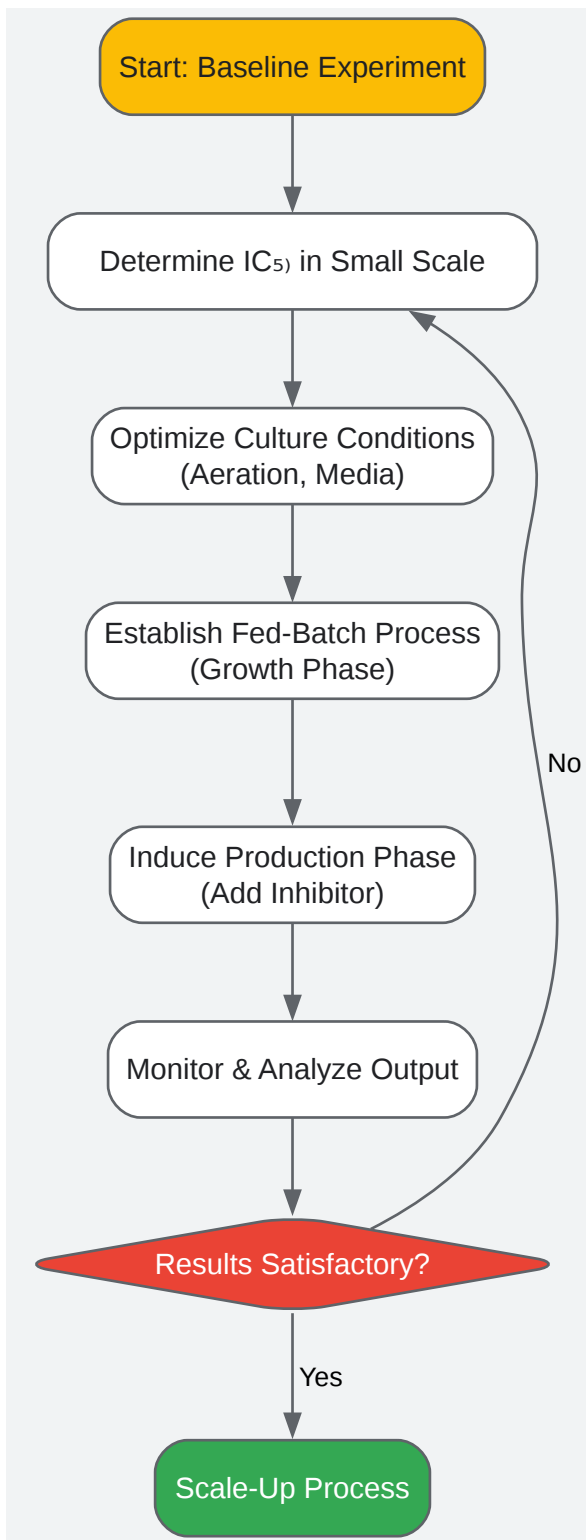 Start: Baseline Experiment
Determine IC₅₎ in Small Scale
Optimize Culture Conditions
(Aeration, Media)
Establish Fed-Batch Process
(Growth Phase)
No
Induce Production Phase
(Add Inhibitor)
Monitor & Analyze Output
Results Satisfactory?
Yes
Scale-Up Process